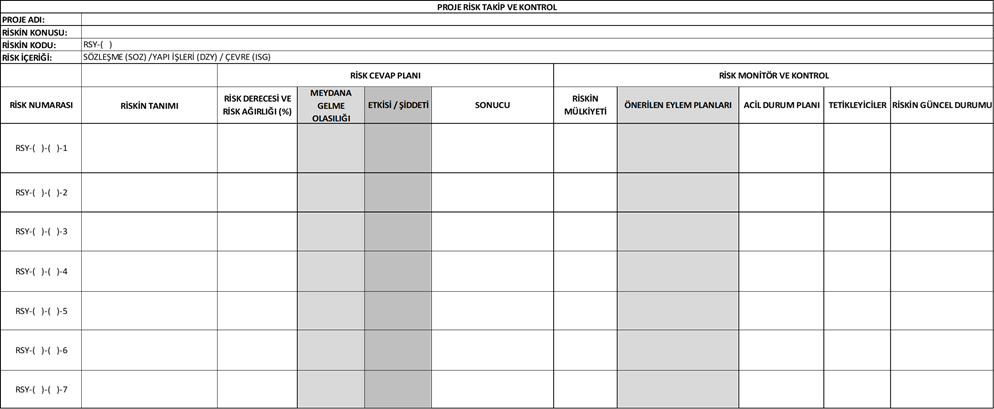 PROJE RİSK TAKİP VE KONTROL
PROJE ADI:
RİSKİN KONUSU:
RİSKİN KODU: RSY-( )
RİSK İÇERİĞİ: SÖZLEŞME (SOZ) /YAPI İŞLERİ (DZY) / ÇEVRE (ISG)
RİSK CEVAP PLANI
RİSK MONİTÖR VE KONTROL
RİSK NUMARASI
RİSKİN TANIMI
RİSK DERECESİ VE
RİSK AĞIRLIĞI (%)
MEYDANA
GELME
OLASILIĞI
ETKİSİ / ŞİDDETİ
SONUCU
RİSKİN
MÜLKİYETİ
ÖNERİLEN EYLEM PLANLARI
ACİL DURUM PLANI
TETİKLEYİCİLER
RİSKİN GÜNCEL DURUMU
RSY-( )-( )-1
RSY-( )-( )-2
RSY-( )-( )-3
RSY-( )-( )-4
RSY-( )-( )-5
RSY-( )-( )-6
RSY-( )-( )-7